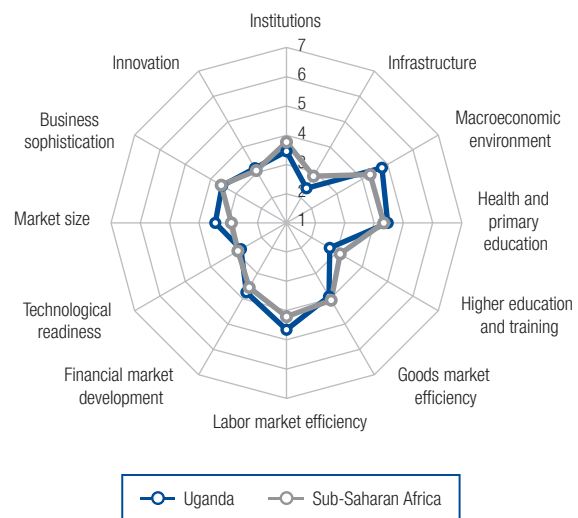 Institutions
7
6
5
4
3
2
1
Infrastructure
Macroeconomic
environment
Health and
primary
education
Higher education
and training
Goods market
efficiency
Labor market efficiency
Financial market
development
Technological
readiness
Market size
Business
sophistication
Innovation
Uganda
Sub-Saharan Africa